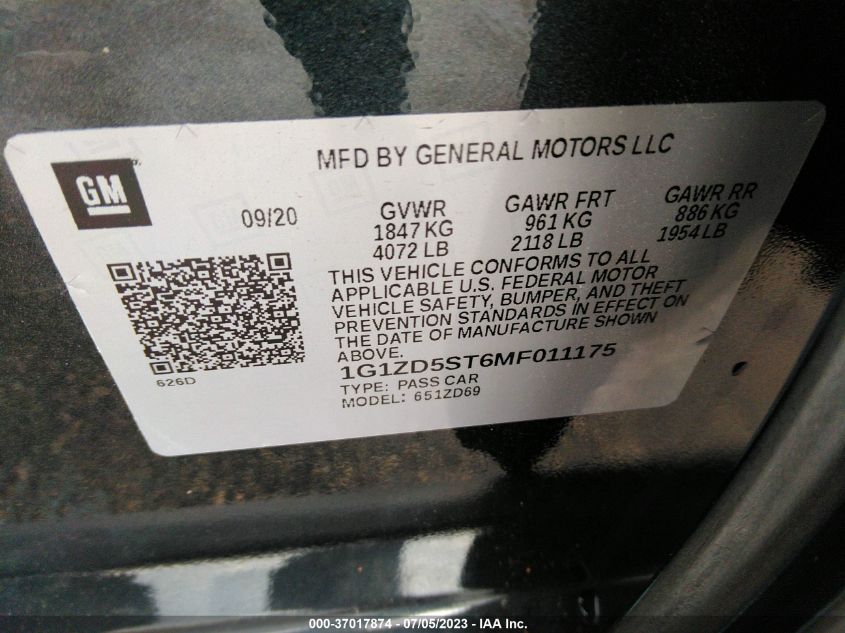 GM
MFD BY GENERAL MOTORS LLC
09/20
GVWR
1847 KG
4072 LB
GAWR FRT
961 KG
2118 LB
GAWR RR
886 KG
1954 LB
THIS VEHICLE CONFORMS TO ALL
APPLICABLE U.S. FEDERAL MOTOR
VEHICLE SAFETY, BUMPER, AND THEFT
PREVENTION STANDARDS IN EFFECT ON
THE DATE OF MANUFACTURE SHOWN
ABOVE.
1G1ZD5ST6MF011175
TYPE: PASS CAR
MODEL: 651ZD69
626D
000-37017874 / 07/05/2023 - IAA Inc.